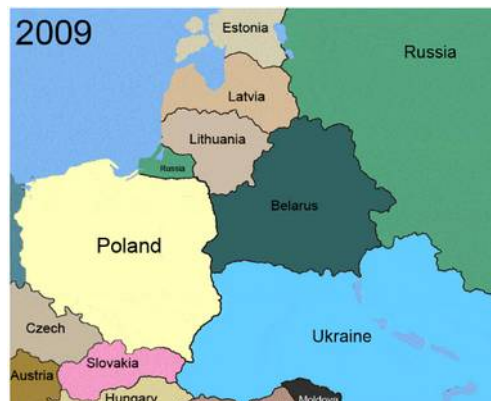 2009
Estonia
Russia
Latvia
Lithuania
Russia
Belarus
Poland
Czech
Ukraine
Slovakia
Austria
Hungary
Moldova